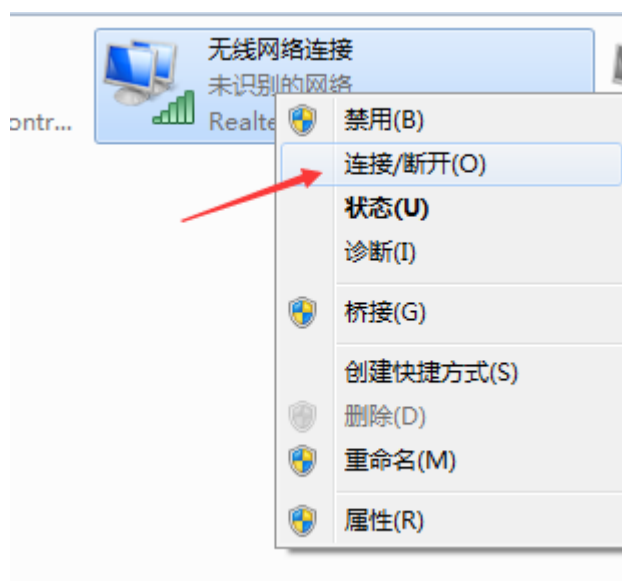 无线网络连接
未识别的网络
ontr...
Realte
禁用(B)
连接/断开(O)
状态(U)
诊断(I)
桥接(G)
创建快捷方式(S)
删除(D)
重命名(M)
属性(R)